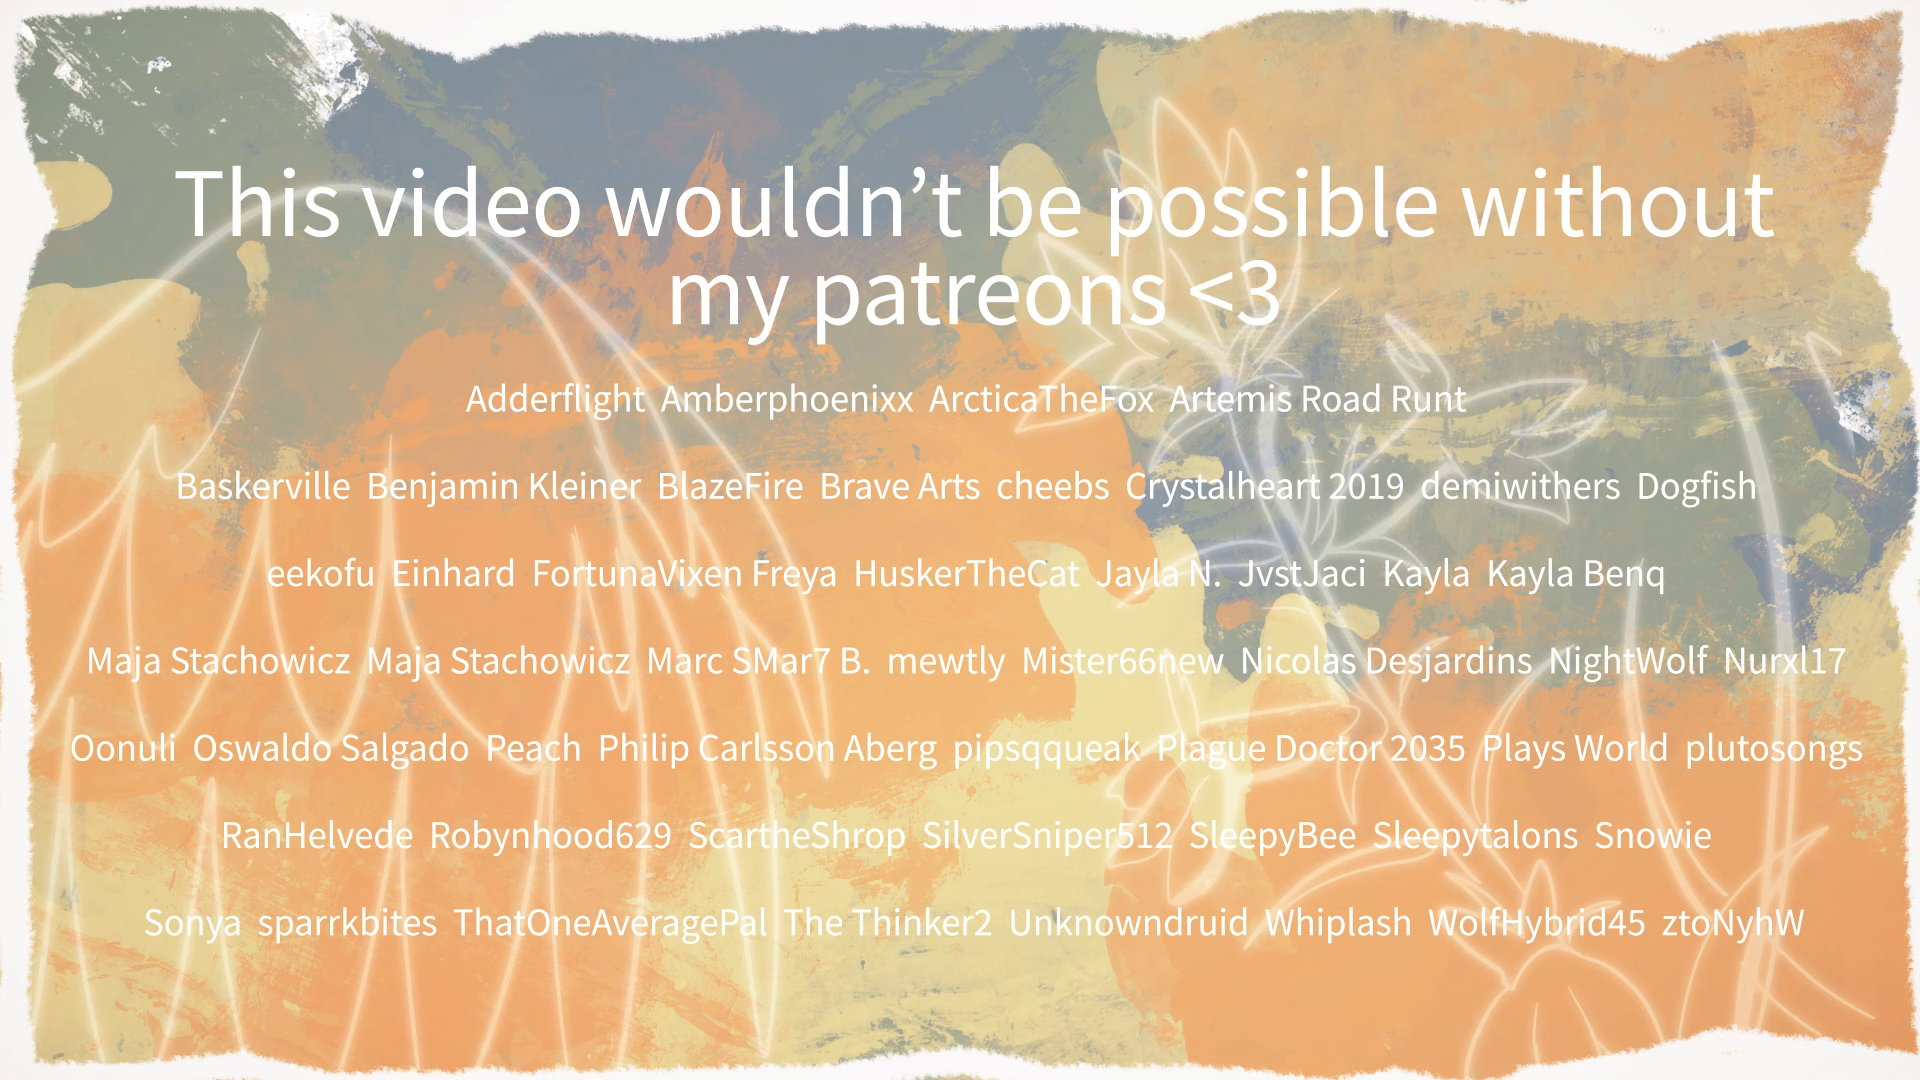 This video wouldn’t be possible without
my patreons <3
Adderflight Amberphoenixx ArcticaTheFox Artemis Road Runt
Baskerville Benjamin Kleiner BlazeFire Brave Arts cheebs Crystalheart 2019 demiwithers Dogfish
eekofu Einhard FortunaVixen Freya HuskerTheCat Jayla N. JvstJaci Kayla Kayla Benq
Maja Stachowicz Maja Stachowicz Marc SMar7 B. mewtly Mister66new Nicolas Desjardins NightWolf Nurxl17
Oonuli Oswaldo Salgado Peach Philip Carlsson Aberg pipsqqueak Plague Doctor 2035 Plays World plutosongs
RanHelvede Robynhood629 ScartheShrop SilverSniper512 SleepyBee Sleepytalons Snowie
Sonya sparrkbites ThatOneAveragePal The Thinker2 Unknowndruid Whiplash WolfHybrid45 ztoNyhW